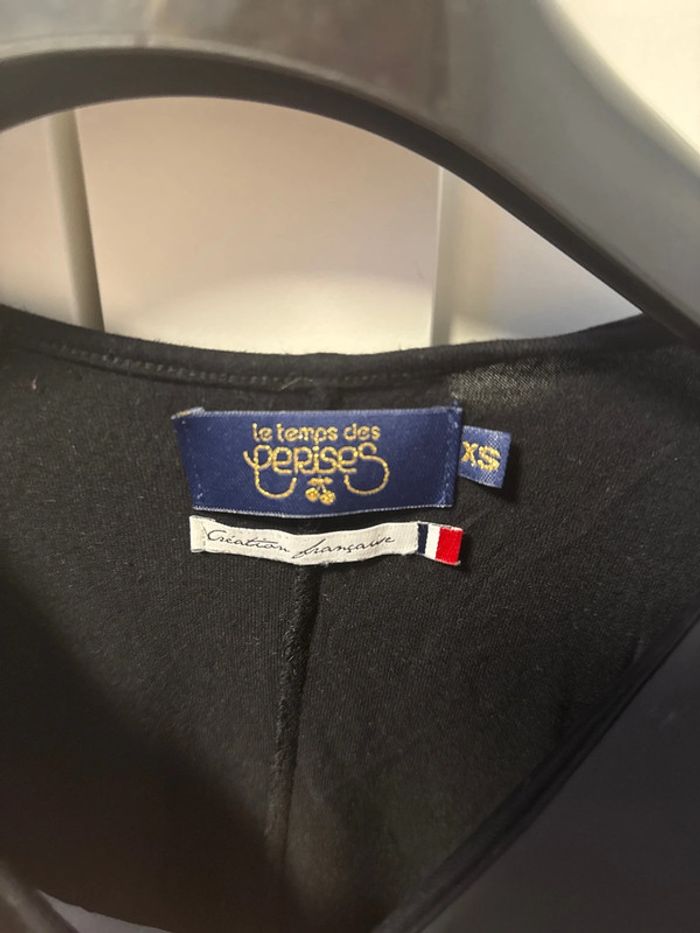 le temps des
cerises
XS
Création française